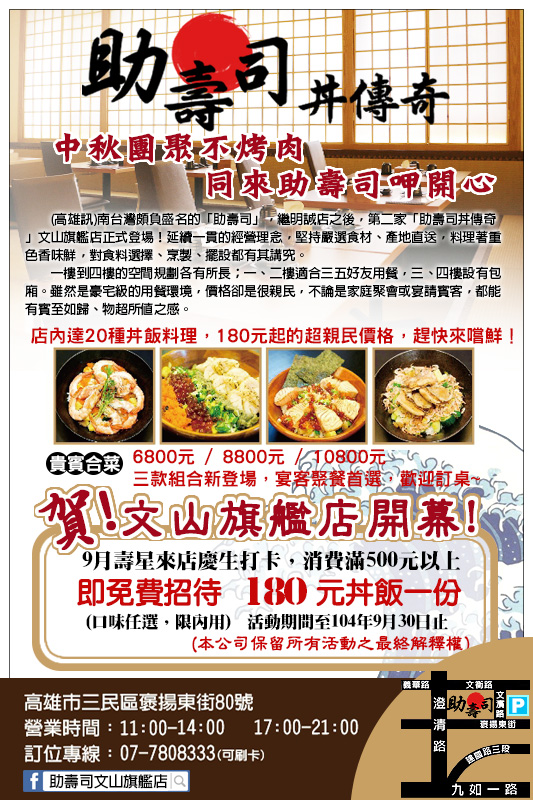 助壽司丼傳奇
中秋團聚不烤肉
同來助壽司呷開心
(高雄訊)南台灣頗負盛名的「助壽司」，繼明誠店之後，第二家「助壽司丼傳奇
」文山旗艦店正式登場！延續一貫的經營理念，堅持嚴選食材、產地直送，料理著重
色香味鮮，對食料選擇、烹製、擺設都有其講究。
一樓到四樓的空間規劃各有所長；一、二樓適合三五好友用餐，三、四樓設有包
廂。雖然是豪宅級的用餐環境，價格卻是很親民，不論是家庭聚會或宴請賓客，都能
有賓至如歸、物超所值之感。
店內達20種丼飯料理，180元起的超親民價格，趕快來嚐鮮！
貴賓合菜
6800元 / 8800元 / 10800元
三款組合新登場，宴客聚餐首選，歡迎訂桌~
賀!文山旗艦店開幕!
9月壽星來店慶生打卡，消費滿500元以上
即免費招待 180 元丼飯一份
(口味任選，限內用) 活動期間至104年9月30日止
(本公司保留所有活動之最終解釋權)
高雄市三民區褒揚東街80號
營業時間：11:00-14:00 17:00-21:00
訂位專線：07-7808333(可刷卡)
f 助壽司文山旗艦店
義華路
文衡路
澄清路
助壽司
文濱路
P
褒揚東街
建國路三段
九如一路